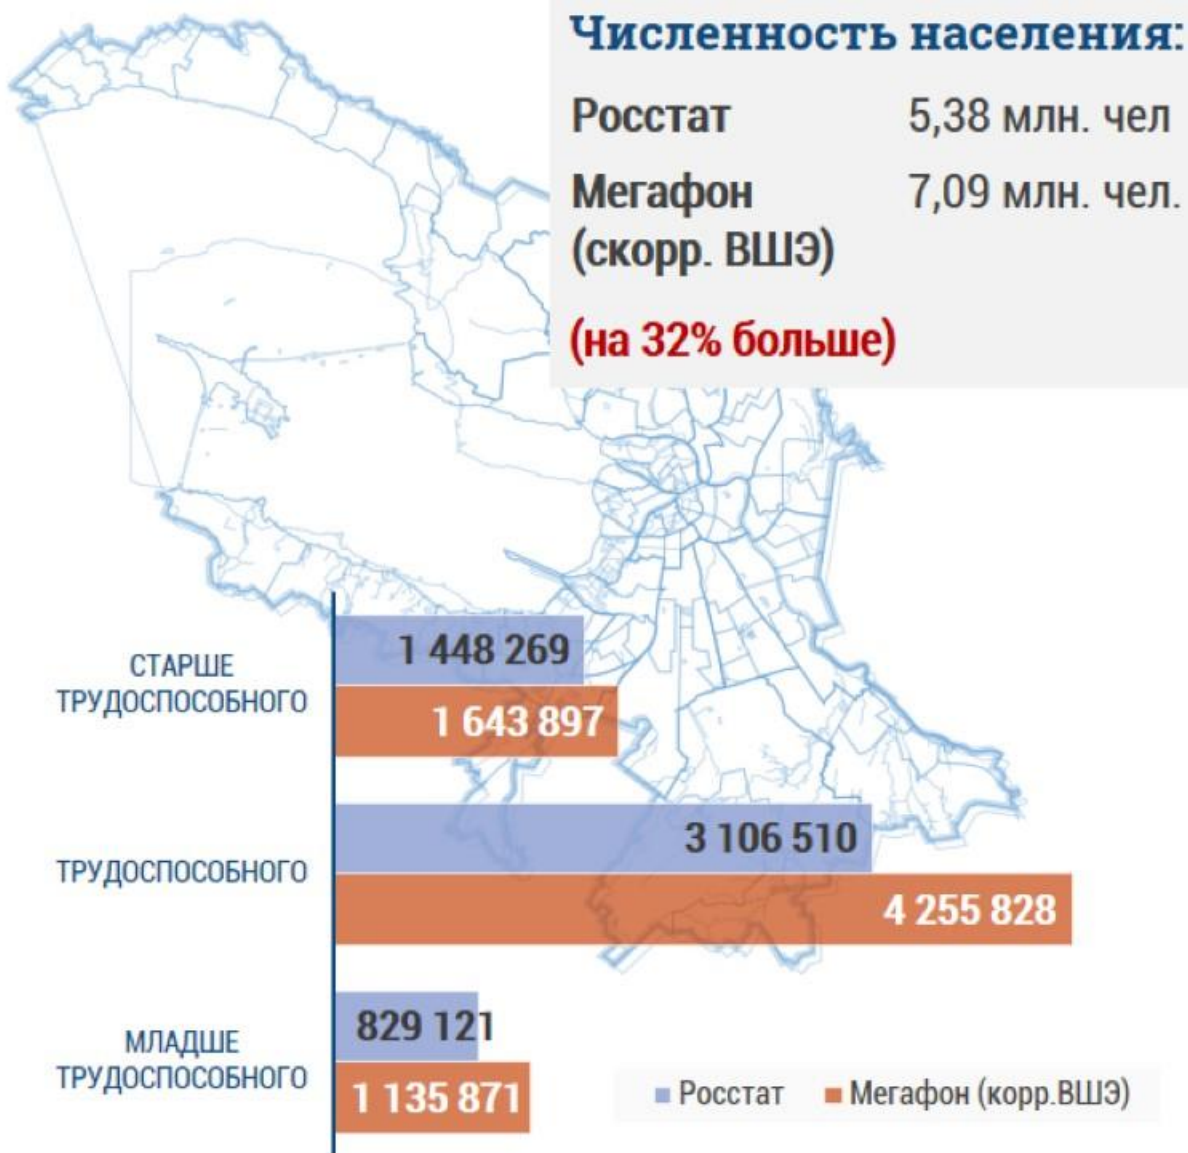 Численность населения:
Росстат 5,38 млн. чел
Мегафон 7,09 млн. чел.
(скорр. ВШЭ)
(на 32% больше)
СТАРШЕ
ТРУДОСПОСОБНОГО
1 448 269
1 643 897
ТРУДОСПОСОБНОГО
3 106 510
4 255 828
МЛАДШЕ
ТРУДОСПОСОБНОГО
829 121
1 135 871
Росстат Мегафон (корр.ВШЭ)